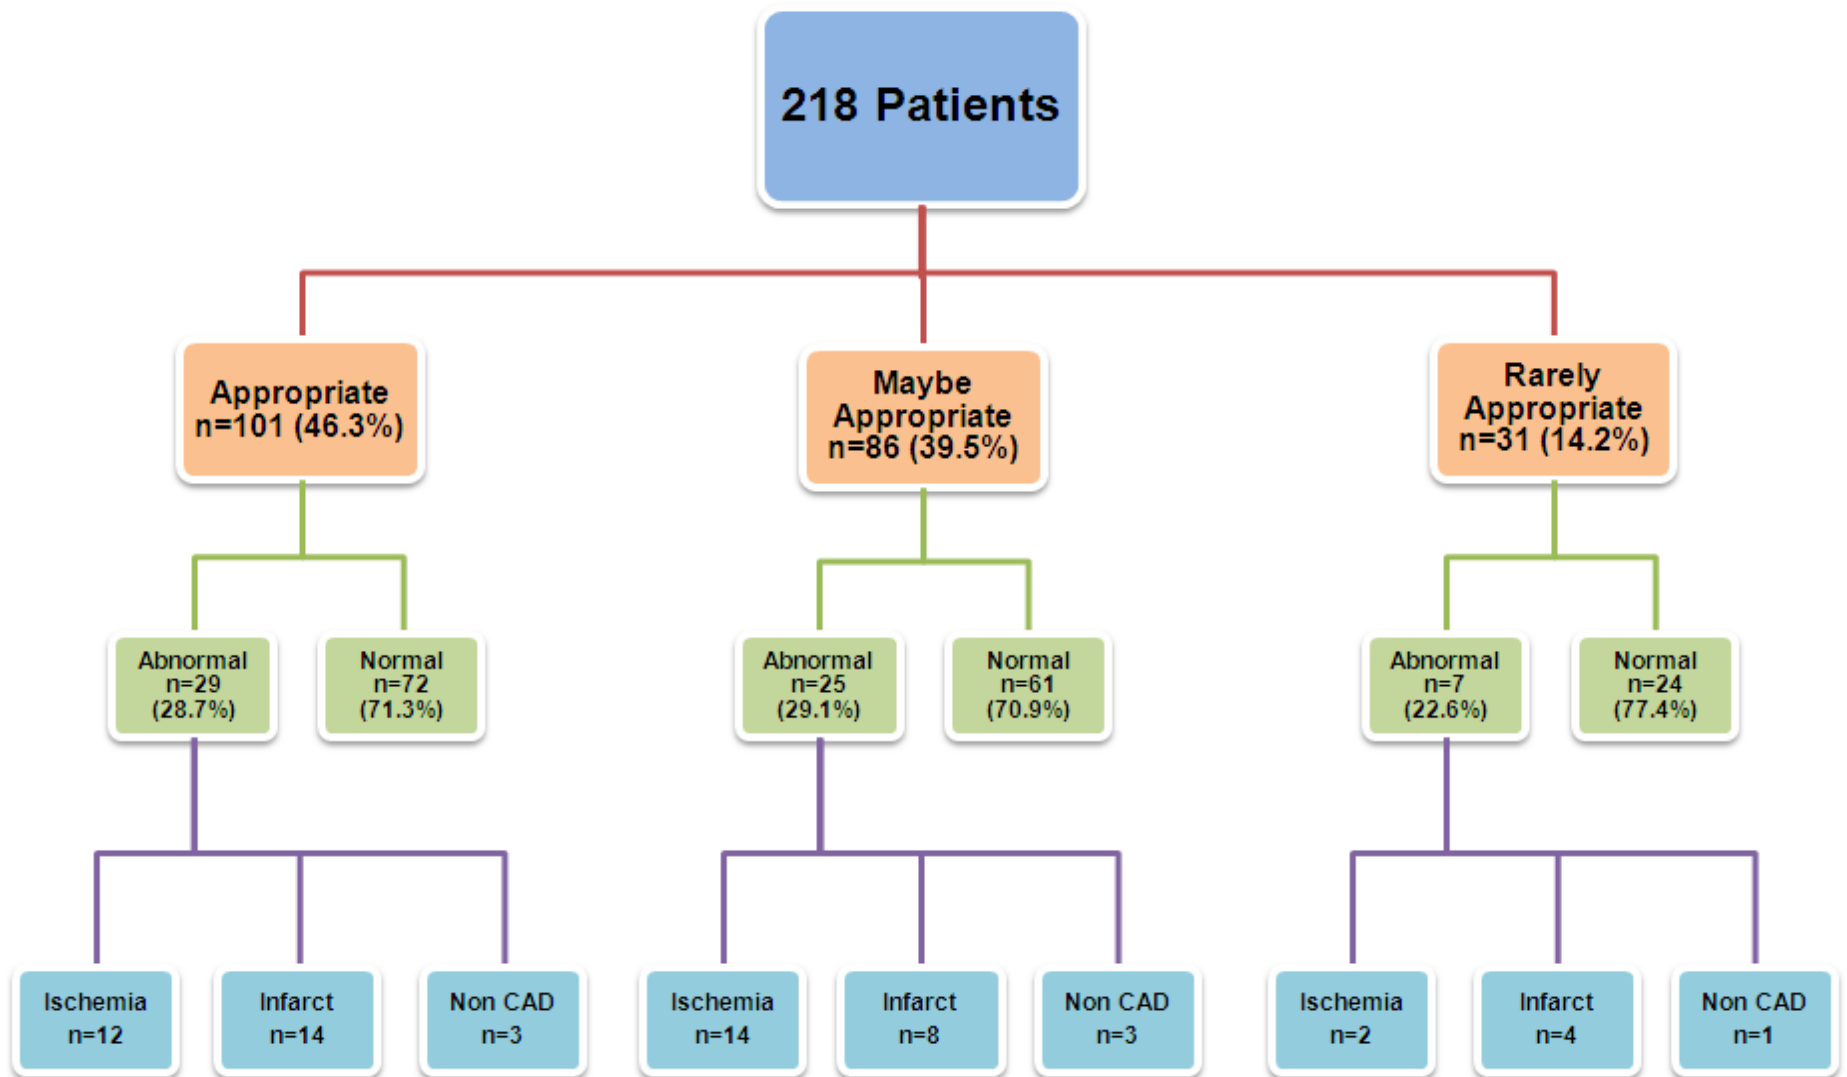 218 Patients
Appropriate
n=101 (46.3%)
Maybe
Appropriate
n=86 (39.5%)
Rarely
Appropriate
n=31 (14.2%)
Abnormal
n=29
(28.7%)
Normal
n=72
(71.3%)
Abnormal
n=25
(29.1%)
Normal
n=61
(70.9%)
Abnormal
n=7
(22.6%)
Normal
n=24
(77.4%)
Ischemia
n=12
Infarct
n=14
Non CAD
n=3
Ischemia
n=14
Infarct
n=8
Non CAD
n=3
Ischemia
n=2
Infarct
n=4
Non CAD
n=1